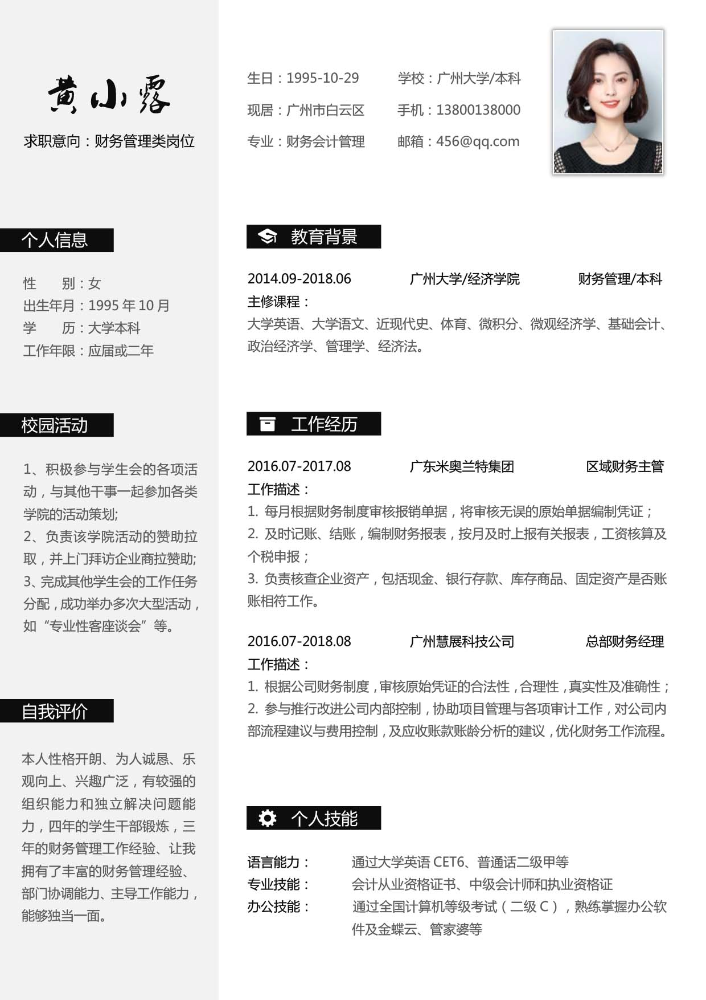 黄小露
求职意向：财务管理类岗位
生日：1995-10-29 学校：广州大学/本科
现居：广州市白云区 手机：13800138000
专业：财务会计管理 邮箱：456@qq.com
个人信息
性 别：女
出生年月：1995 年 10 月
学 历：大学本科
工作年限：应届或二年
校园活动
1、积极参与学生会的各项活
动，与其他干事一起参加各类
学院的活动策划;
2、负责该学院活动的赞助拉
取，并上门拜访企业商拉赞助;
3、完成其他学生会的工作任务
分配，成功举办多次大型活动，
如“专业性客座谈会”等。
自我评价
本人性格开朗、为人诚恳、乐
观向上、兴趣广泛，有较强的
组织能力和独立解决问题能
力，四年的学生干部锻炼，三
年的财务管理工作经验、让我
拥有了丰富的财务管理经验、
部门协调能力、主导工作能力，
能够独当一面。
教育背景
2014.09-2018.06 广州大学/经济学院 财务管理/本科
主修课程：
大学英语、大学语文、近现代史、体育、微积分、微观经济学、基础会计、
政治经济学、管理学、经济法。
工作经历
2016.07-2017.08 广东米奥兰特集团 区域财务主管
工作描述：
1. 每月根据财务制度审核报销单据，将审核无误的原始单据编制凭证；
2. 及时记账、结账，编制财务报表，按月及时上报有关报表，工资核算及
个税申报；
3. 负责核查企业资产，包括现金、银行存款、库存商品、固定资产是否账
账相符工作。
2016.07-2018.08 广州慧展科技公司 总部财务经理
工作描述：
1. 根据公司财务制度，审核原始凭证的合法性，合理性，真实性及准确性；
2. 参与推行改进公司内部控制，协助项目管理与各项审计工作，对公司内
部流程建议与费用控制，及应收账款账龄分析的建议，优化财务工作流程。
个人技能
语言能力： 通过大学英语 CET6、普通话二级甲等
专业技能： 会计从业资格证书、中级会计师和执业资格证
办公技能： 通过全国计算机等级考试（二级 C），熟练掌握办公软
件及金蝶云、管家婆等